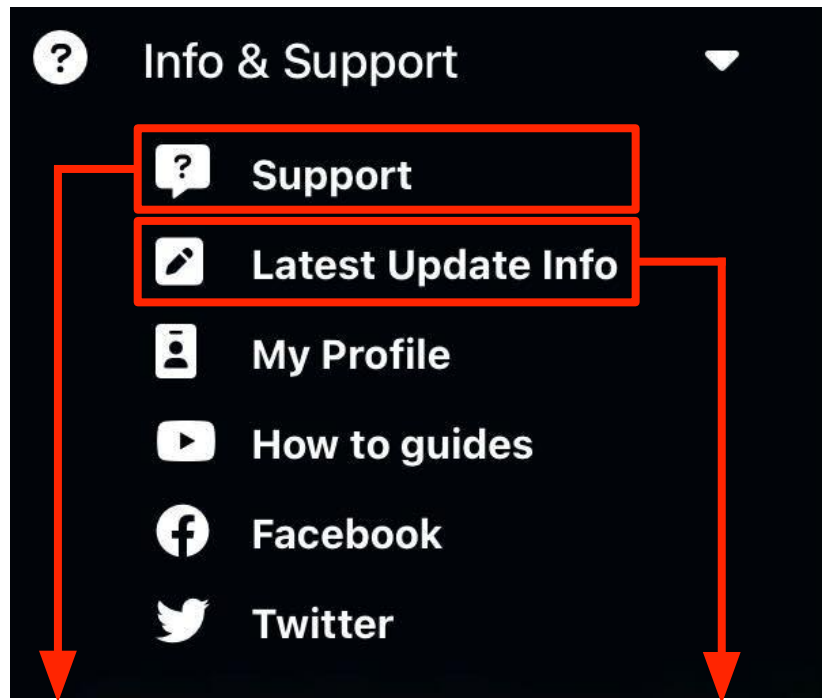 Info & Support
Support
Latest Update Info
My Profile
How to guides
Facebook
Twitter